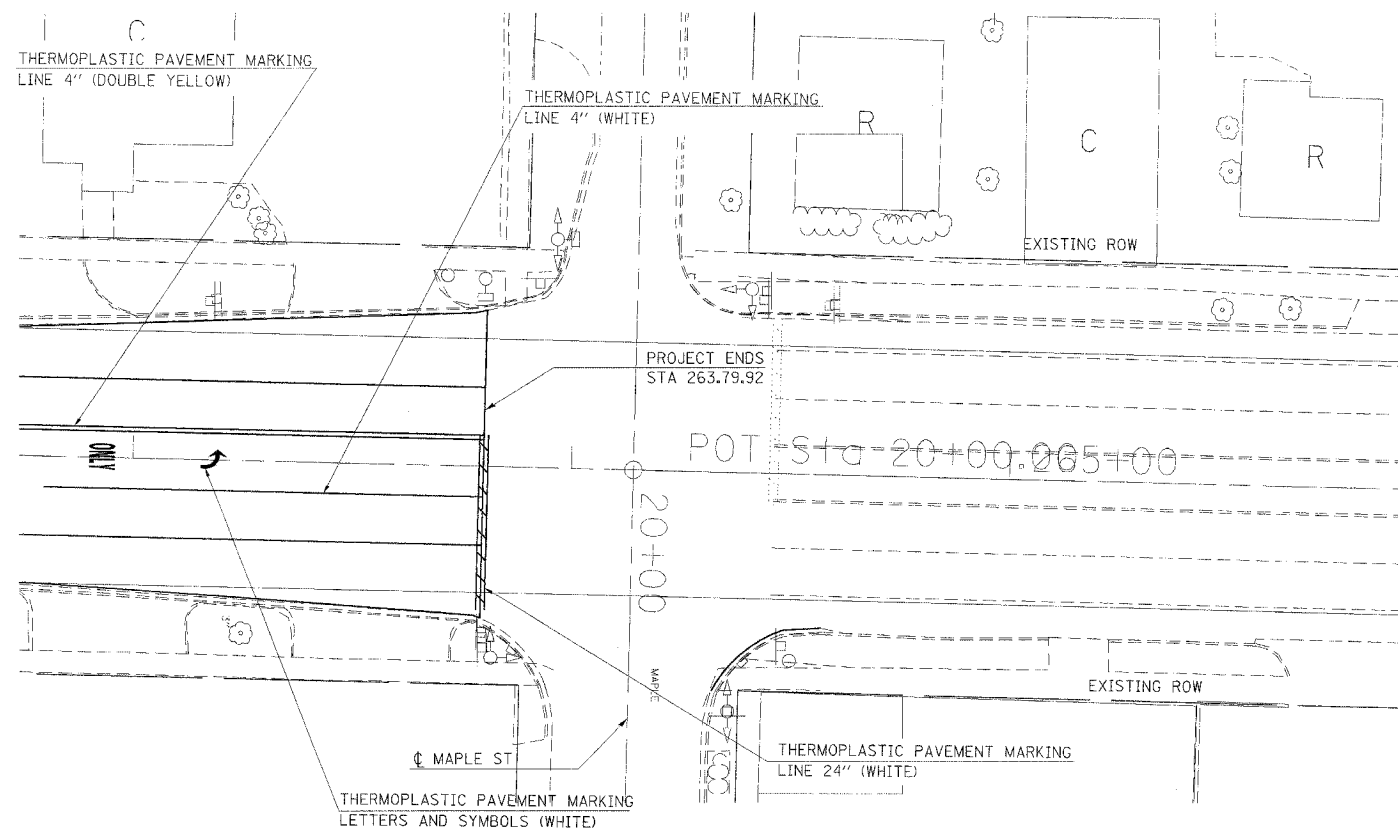 C
THERMOPLASTIC PAVEMENT MARKING
LINE 4" (DOUBLE YELLOW)
THERMOPLASTIC PAVEMENT MARKING
LINE 4" (WHITE)
R
C
R
EXISTING ROW
PROJECT ENDS
STA 263.79.92
ONLY
POT Sta 20+00.
20+00
MAPLE
EXISTING ROW
℄ MAPLE ST
THERMOPLASTIC PAVEMENT MARKING
LINE 24" (WHITE)
THERMOPLASTIC PAVEMENT MARKING
LETTERS AND SYMBOLS (WHITE)